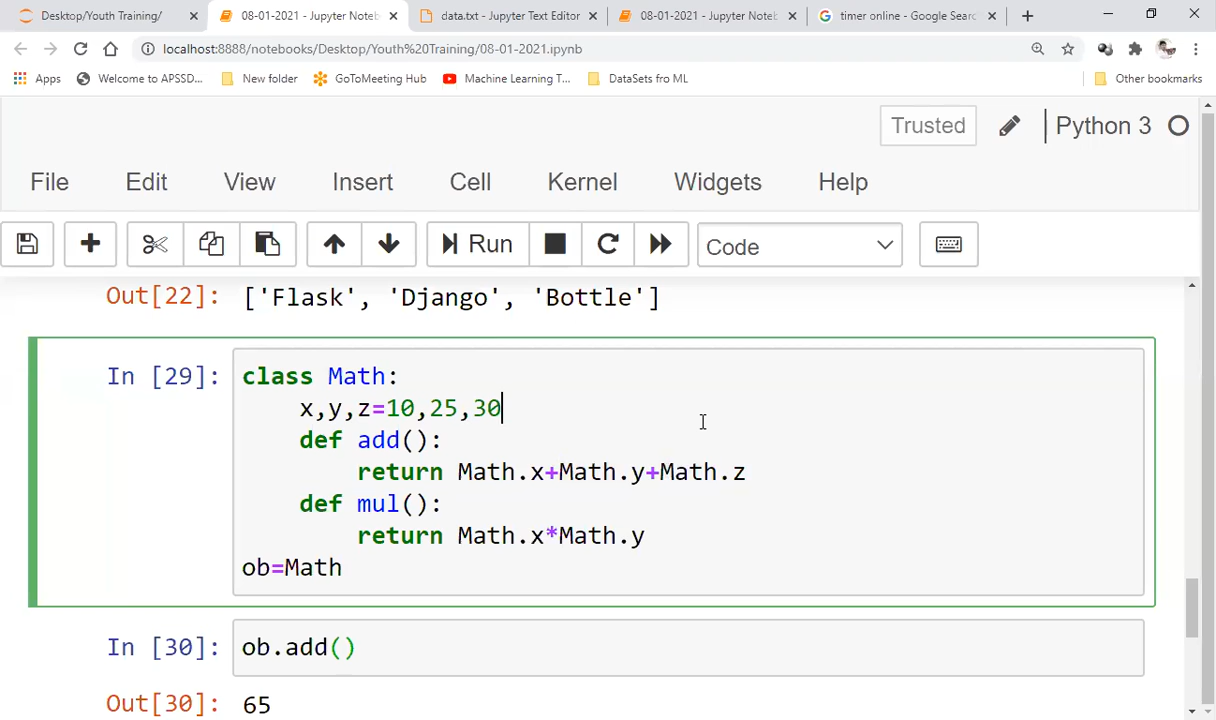 Desktop/Youth Training/
08-01-2021 - Jupyter Noteb
data.txt - Jupyter Text Editor
08-01-2021 - Jupyter Noteb
timer online - Google Searc
localhost:8888/notebooks/Desktop/Youth%20Training/08-01-2021.ipynb
Apps
Welcome to APSSD...
New folder
GoToMeeting Hub
Machine Learning T...
DataSets fro ML
Other bookmarks
Trusted
Python 3
File Edit View Insert Cell Kernel Widgets Help
Run
Code
Out[22]: ['Flask', 'Django', 'Bottle']
In [29]: class Math:
x,y,z=10,25,30
def add():
return Math.x+Math.y+Math.z
def mul():
return Math.x*Math.y
ob=Math
In [30]: ob.add()
Out[30]: 65